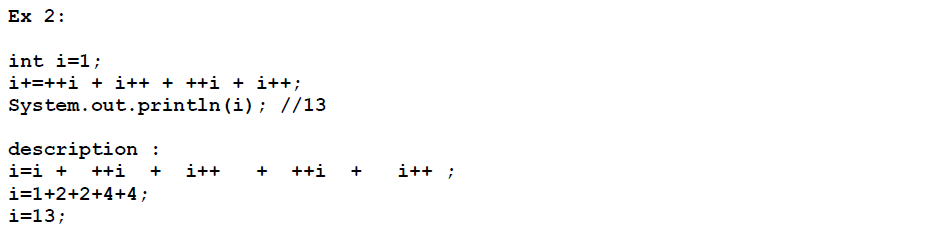 Ex 2:
int i=1;
i+=++i + i++ + ++i + i++;
System.out.println(i); //13
description :
i=i +  ++i  +  i++   +  ++i  +   i++ ;
i=1+2+2+4+4;
i=13;